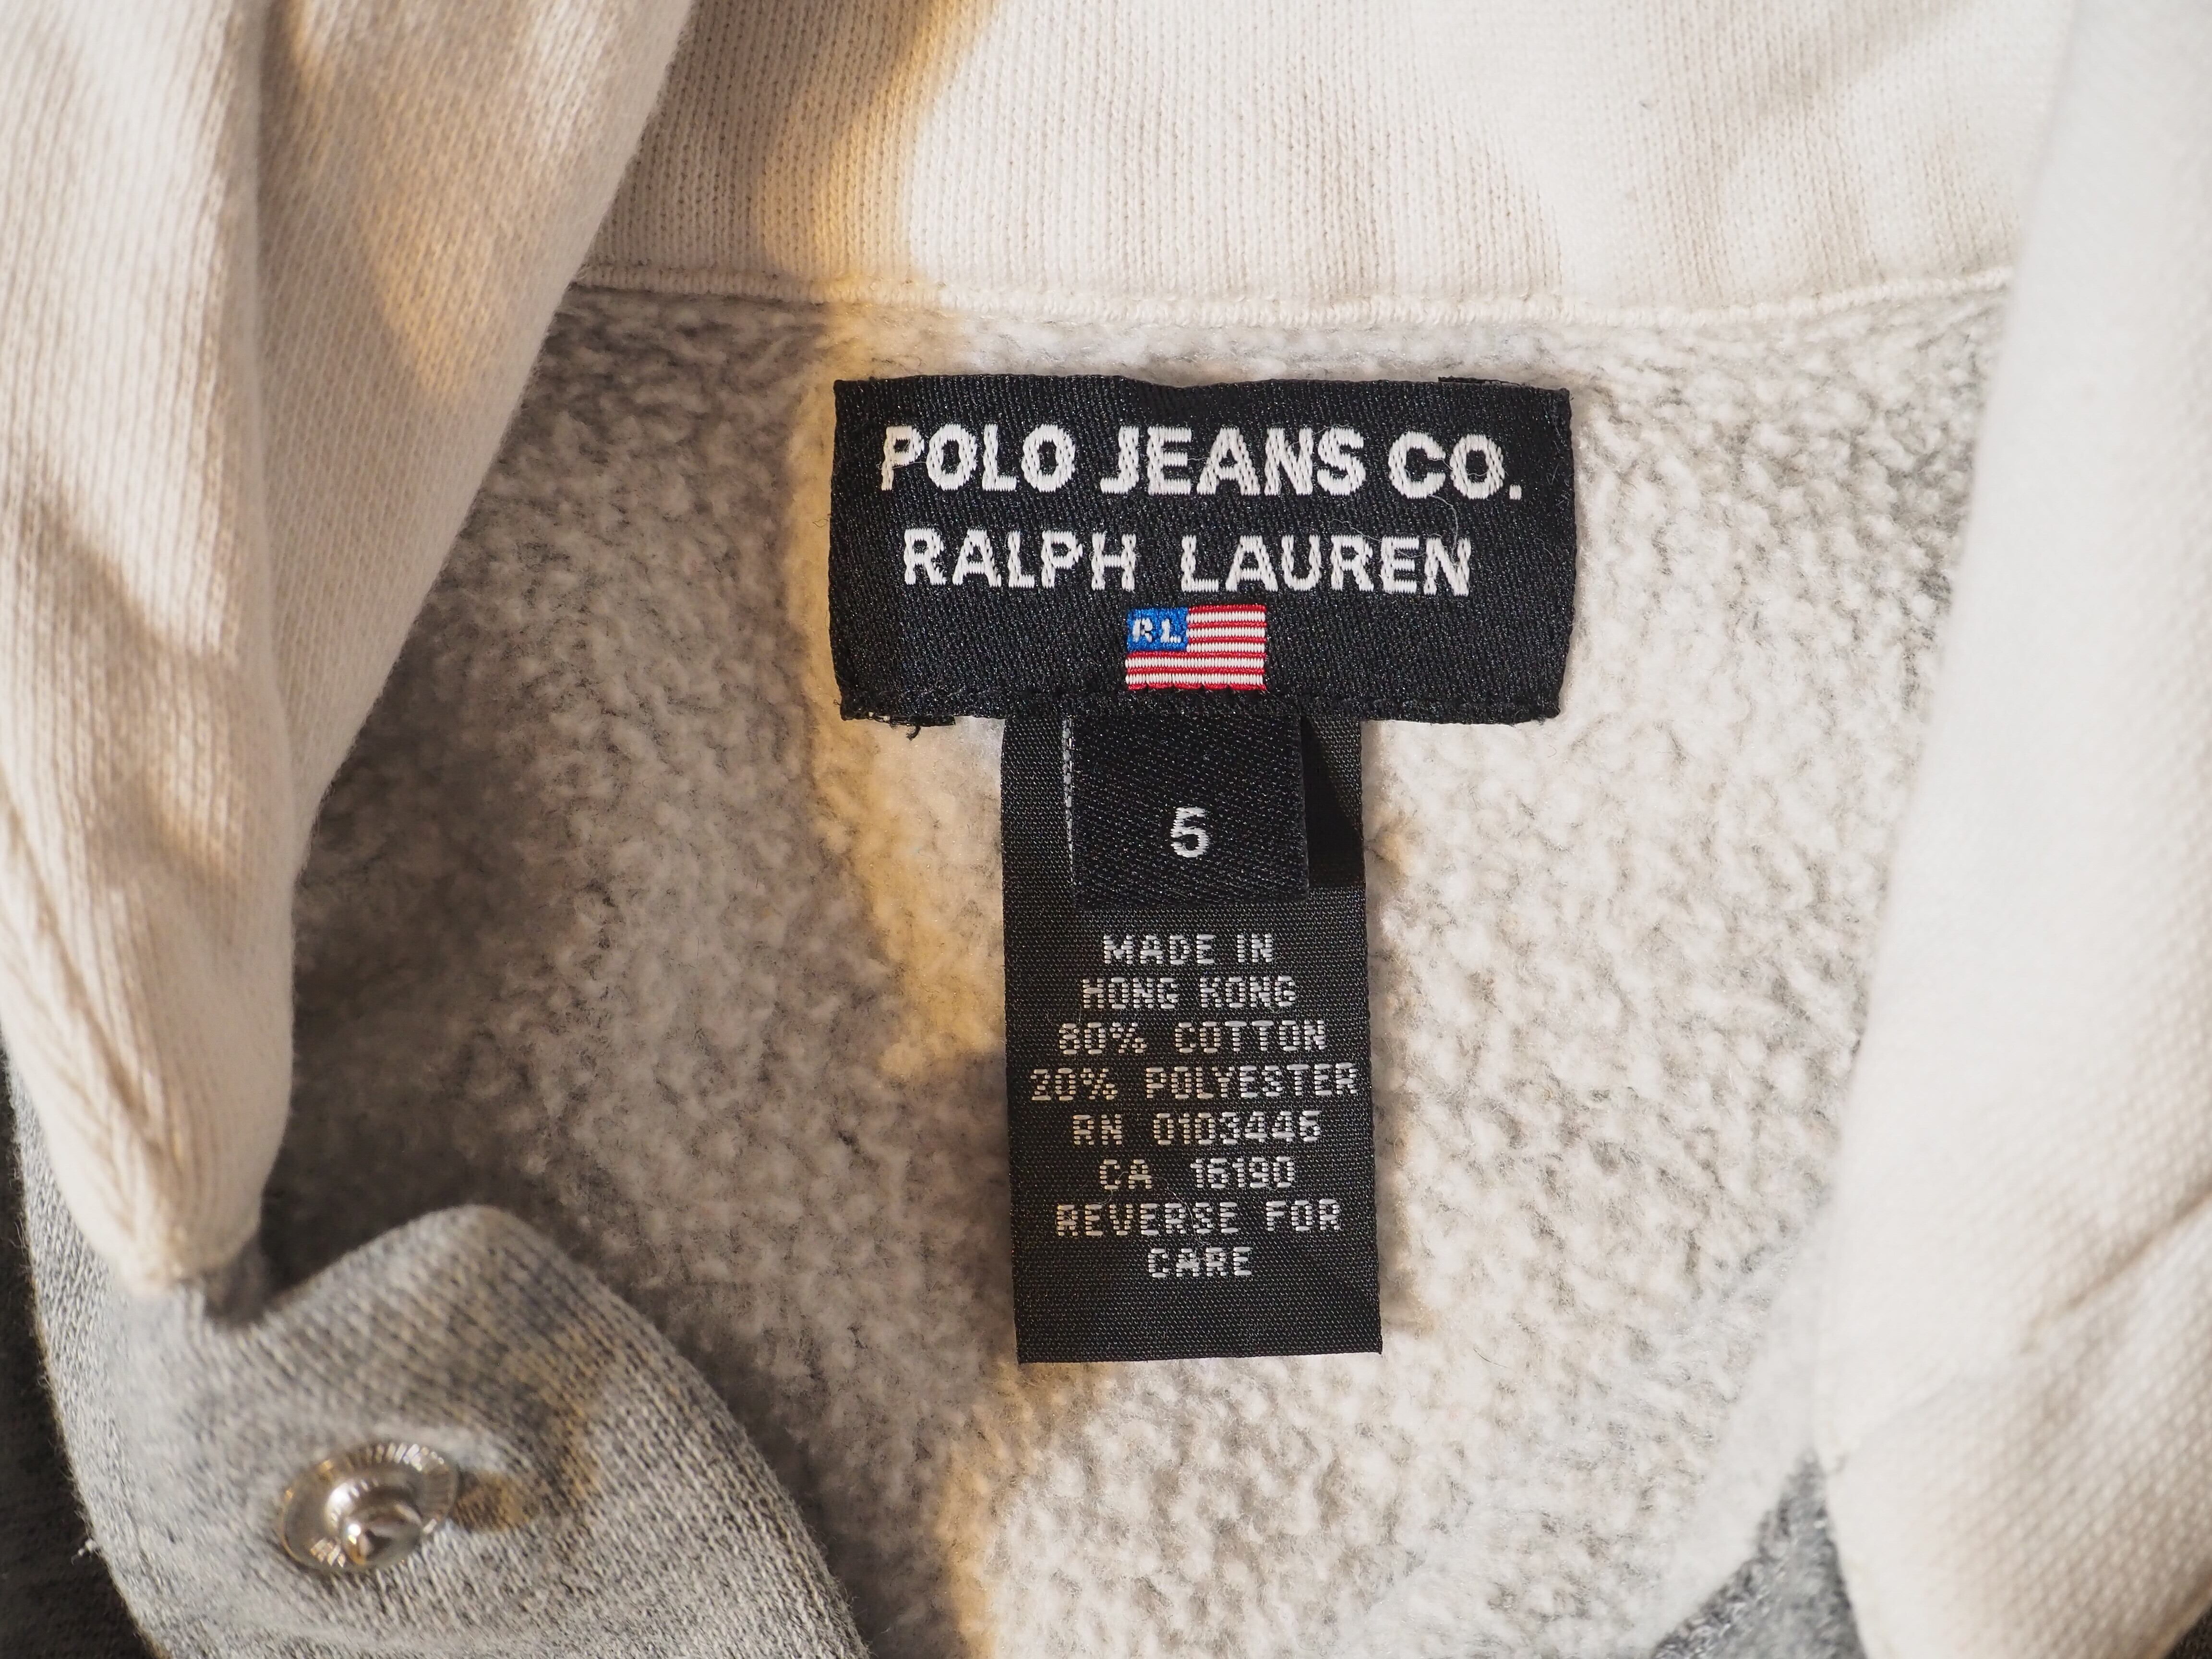 POLO JEANS CO.
RALPH LAUREN
RL
5
MADE IN
HONG KONG
80% COTTON
20% POLYESTER
RN 0103445
CA 16190
REVERSE FOR
CARE